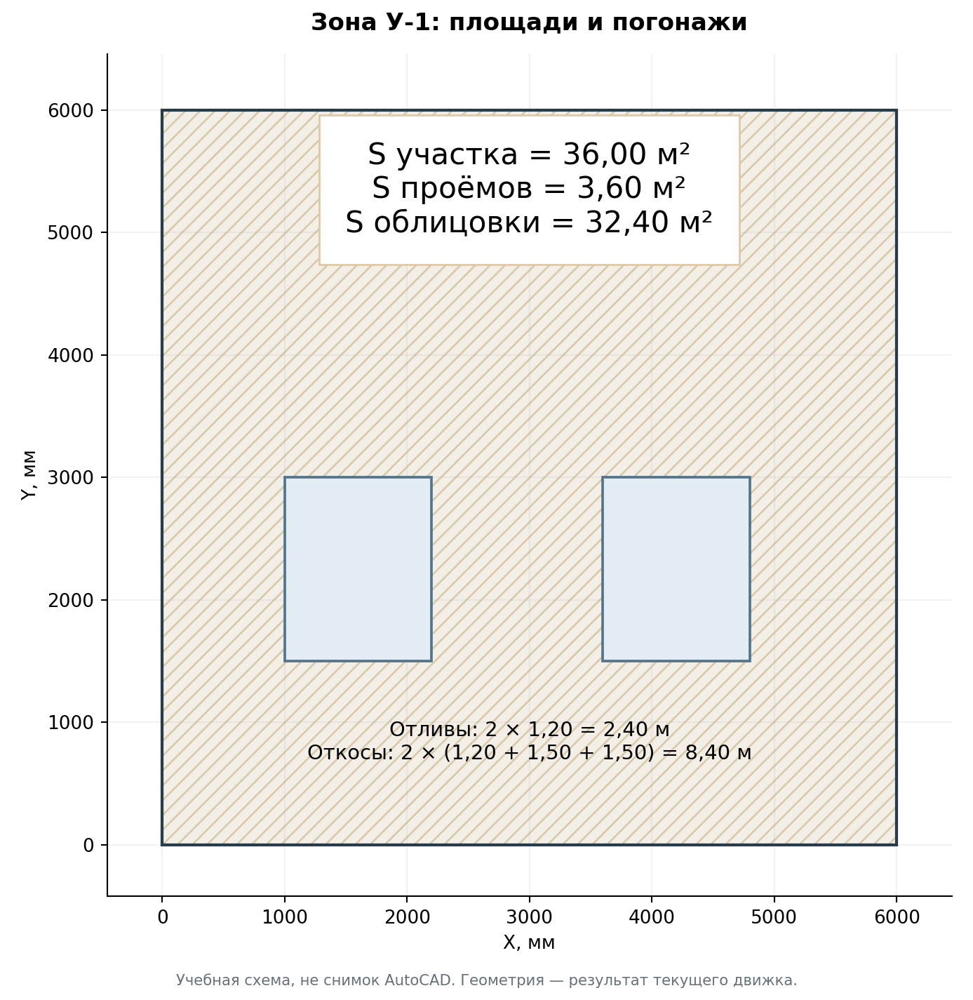 Зона У-1: площади и погонажи
S участка = 36,00 м²
S проёмов = 3,60 м²
S облицовки = 32,40 м²
Y, мм
6000
5000
4000
3000
2000
1000
0
Отливы: 2 × 1,20 = 2,40 м
Откосы: 2 × (1,20 + 1,50 + 1,50) = 8,40 м
0 1000 2000 3000 4000 5000 6000
X, мм
Учебная схема, не снимок AutoCAD. Геометрия — результат текущего движка.